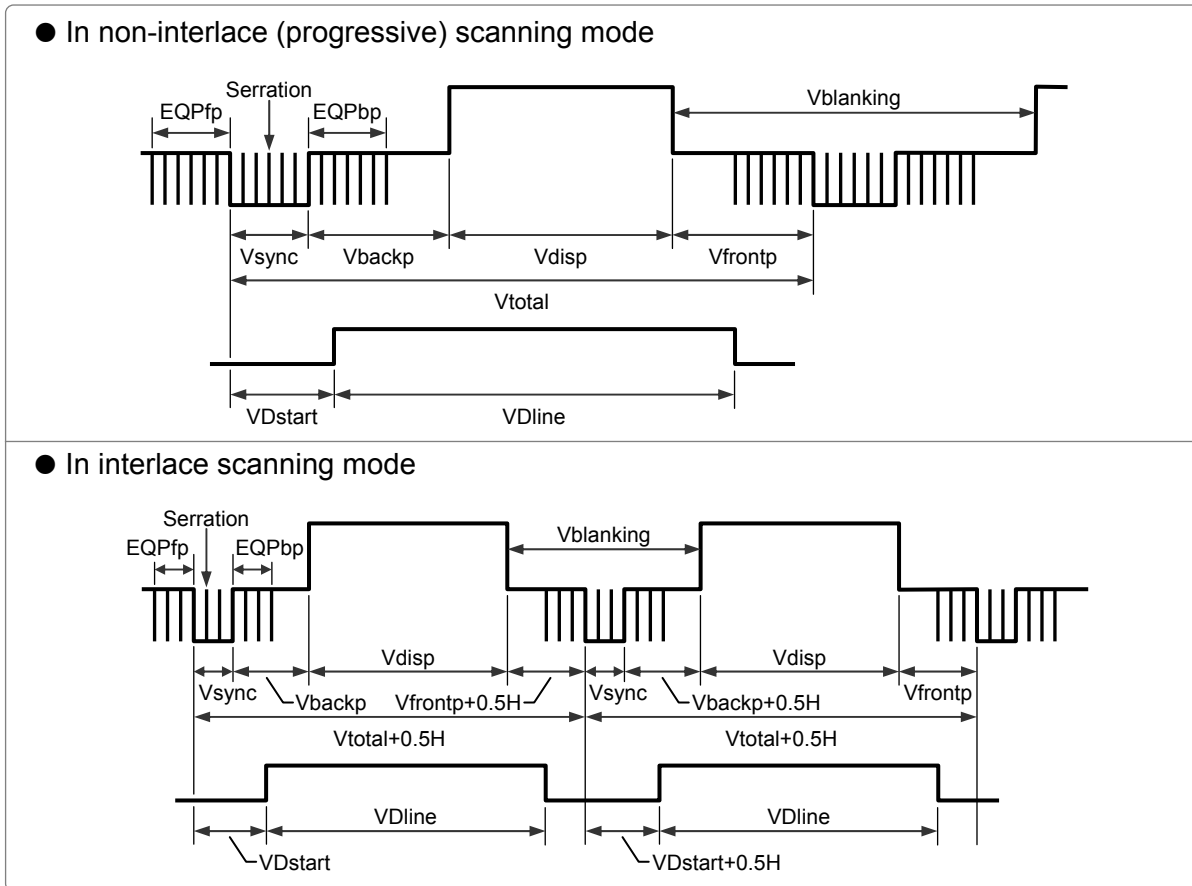 ● In non-interlace (progressive) scanning mode
Serration
EQPfp
EQPbp
Vblanking
Vsync
Vbackp
Vdisp
Vfrontp
Vtotal
VDstart
VDline
● In interlace scanning mode
Serration
EQPfp
EQPbp
Vblanking
Vdisp
Vdisp
Vsync
Vbackp
Vfrontp+0.5H
Vsync
Vbackp+0.5H
Vfrontp
Vtotal+0.5H
Vtotal+0.5H
VDline
VDline
VDstart
VDstart+0.5H